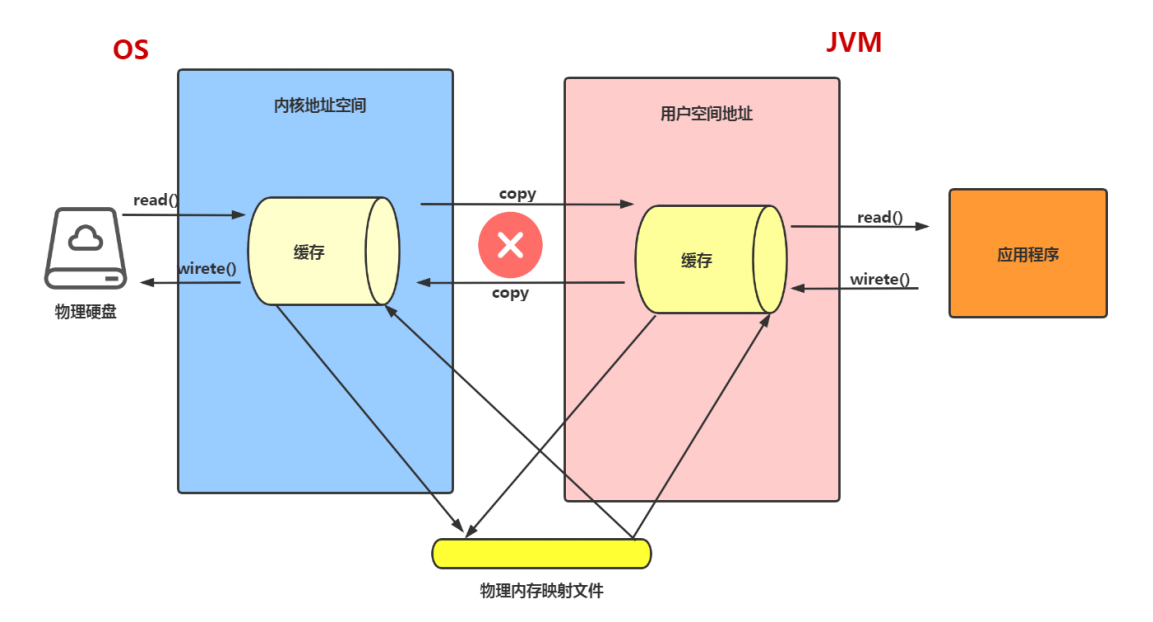 OS
JVM
内核地址空间
用户空间地址
read()
copy
read()
缓存
缓存
应用程序
wirete()
copy
wirete()
物理硬盘
物理内存映射文件